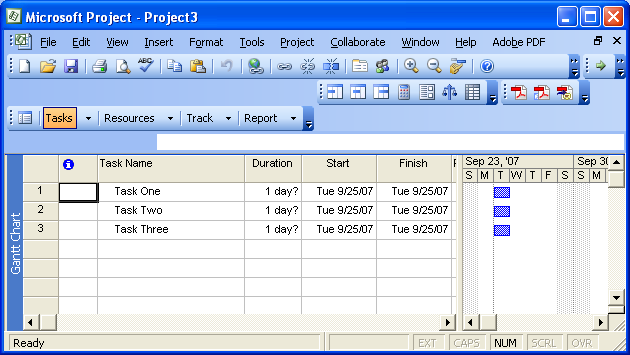 Microsoft Project - Project3
File Edit View Insert Format Tools Project Collaborate Window Help Adobe PDF
ABC
Tasks Resources Track Report
Task Name Duration Start Finish Sep 23, '07 Sep 30
S M T W T F S S M
1 Task One 1 day? Tue 9/25/07 Tue 9/25/07
2 Task Two 1 day? Tue 9/25/07 Tue 9/25/07
3 Task Three 1 day? Tue 9/25/07 Tue 9/25/07
Gantt Chart
Ready EXT CAPS NUM SCRL OVR